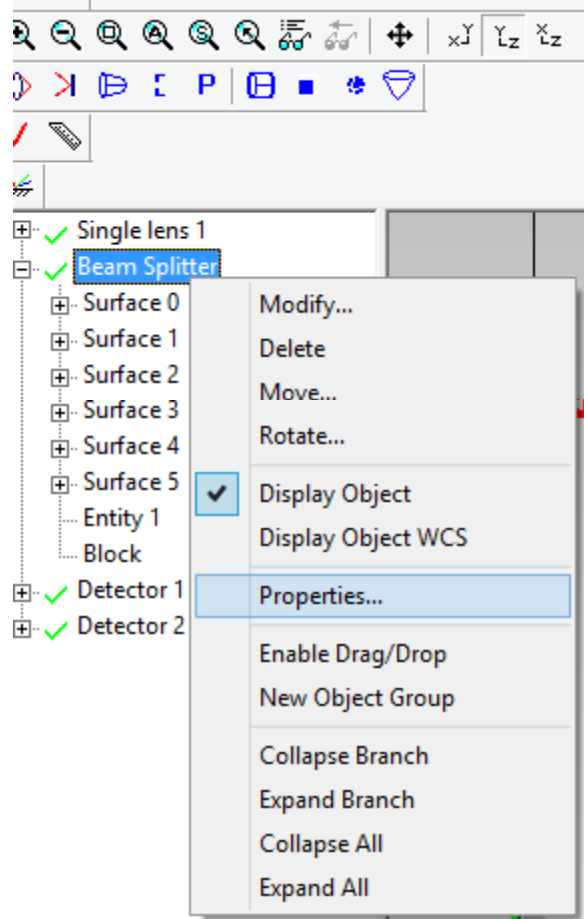 P
Single lens 1
Beam Splitter
Surface 0
Surface 1
Surface 2
Surface 3
Surface 4
Surface 5
Entity 1
Block
Detector 1
Detector 2
Modify...
Delete
Move...
Rotate...
Display Object
Display Object WCS
Properties...
Enable Drag/Drop
New Object Group
Collapse Branch
Expand Branch
Collapse All
Expand All